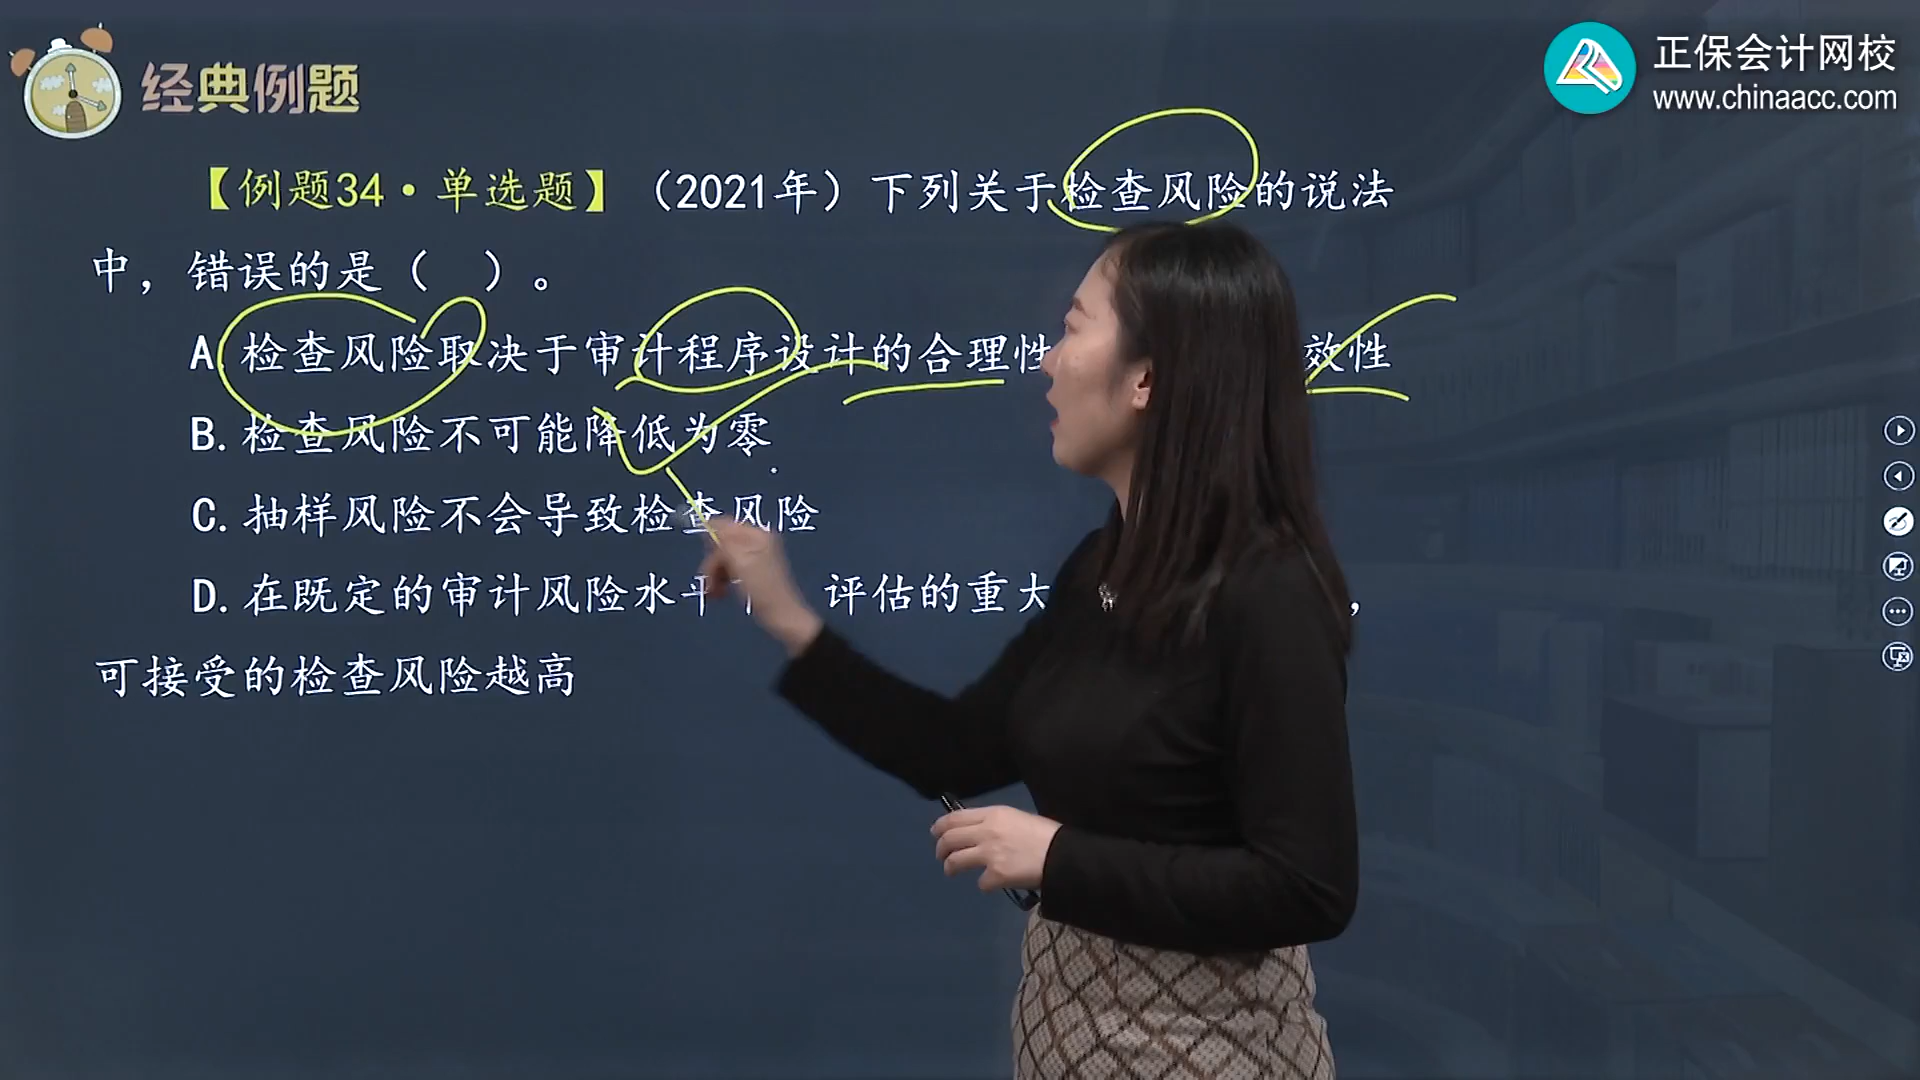 经典例题
正保会计网校
www.chinaacc.com
【例题34·单选题】（2021年）下列关于检查风险的说法
中，错误的是（ ）。
A 检查风险取决于审计程序设计的合理性 效性
B. 检查风险不可能降低为零
C. 抽样风险不会导致检查风险
D. 在既定的审计风险水平下 评估的重大 ，
可接受的检查风险越高